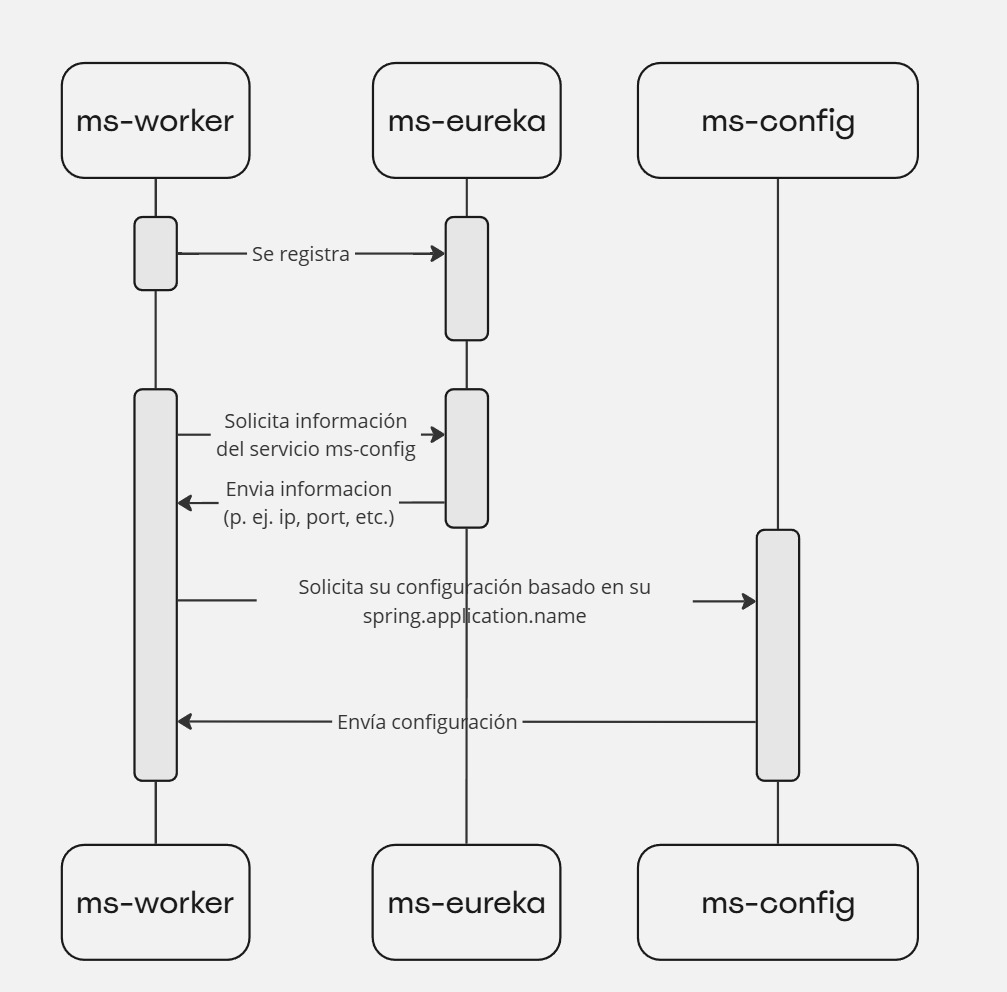 ms-worker
ms-eureka
ms-config
Se registra
Solicita información
del servicio ms-config
Envia informacion
(p. ej. ip, port, etc.)
Solicita su configuración basado en su
spring.application.name
Envía configuración
ms-worker
ms-eureka
ms-config